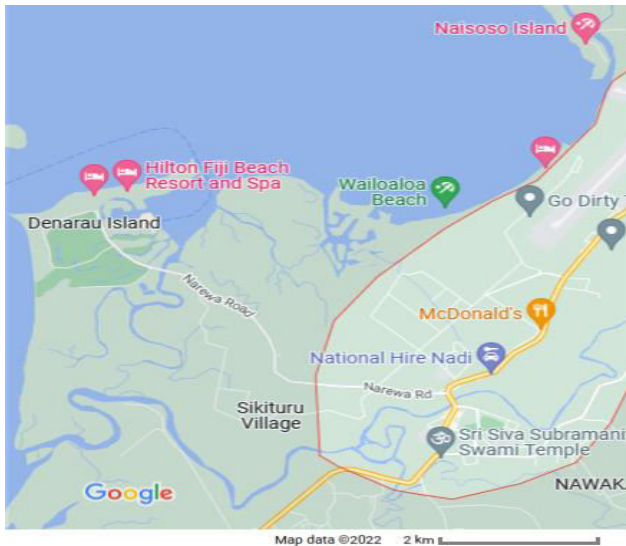 Naisoso Island
Hilton Fiji Beach
Resort and Spa
Wailoaloa
Beach
Go Dirty
Denarau Island
Narewa Road
McDonald's
National Hire Nadi
Narewa Rd
Sikituru
Village
Sri Siva Subramani
Swami Temple
NAWAK
Google
Map data ©2022 2 km